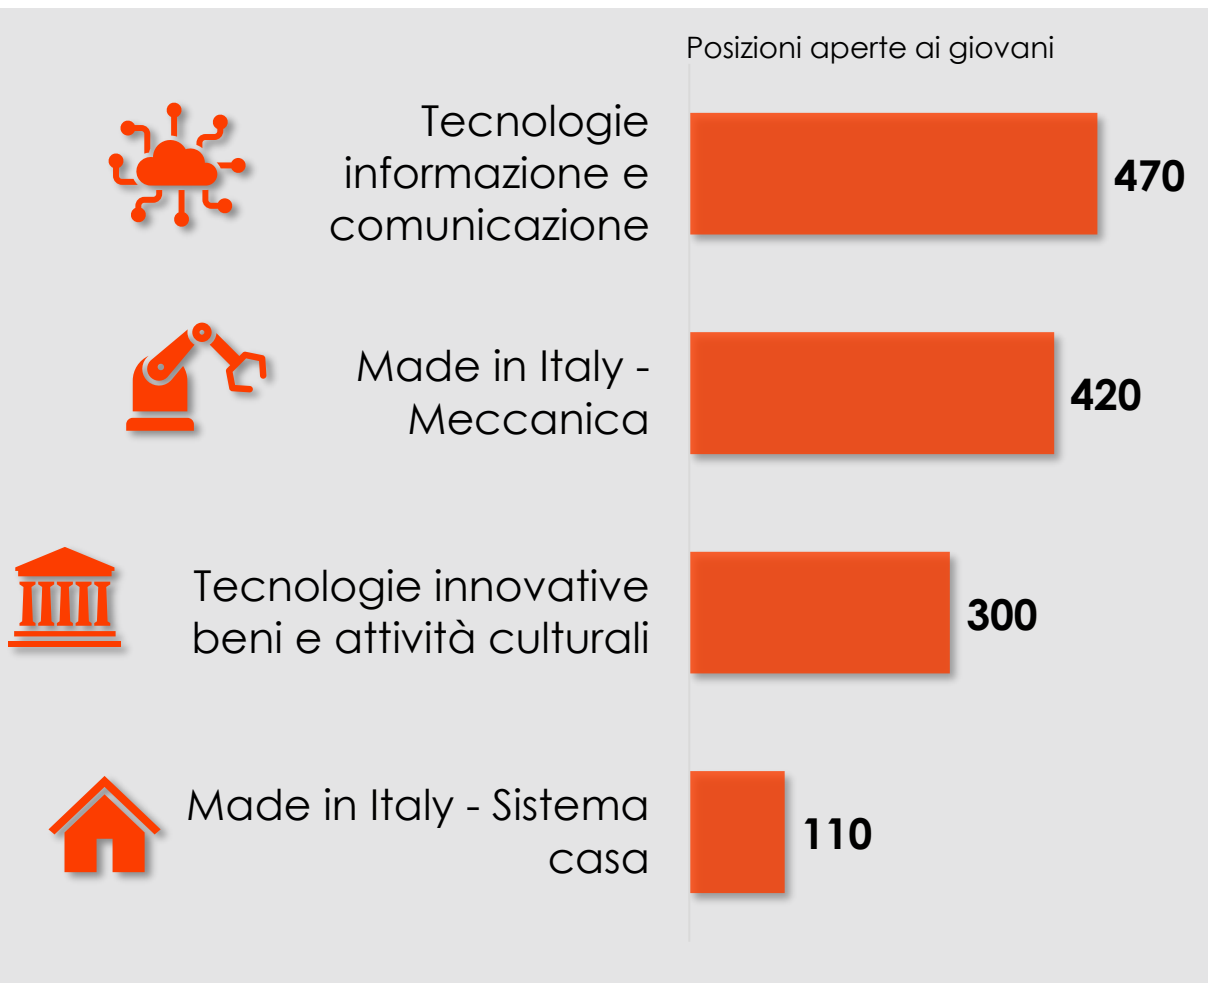 Posizioni aperte ai giovani
Tecnologie
informazione e
comunicazione
470
Made in Italy -
Meccanica
420
Tecnologie innovative
beni e attività culturali
300
Made in Italy - Sistema
casa
110